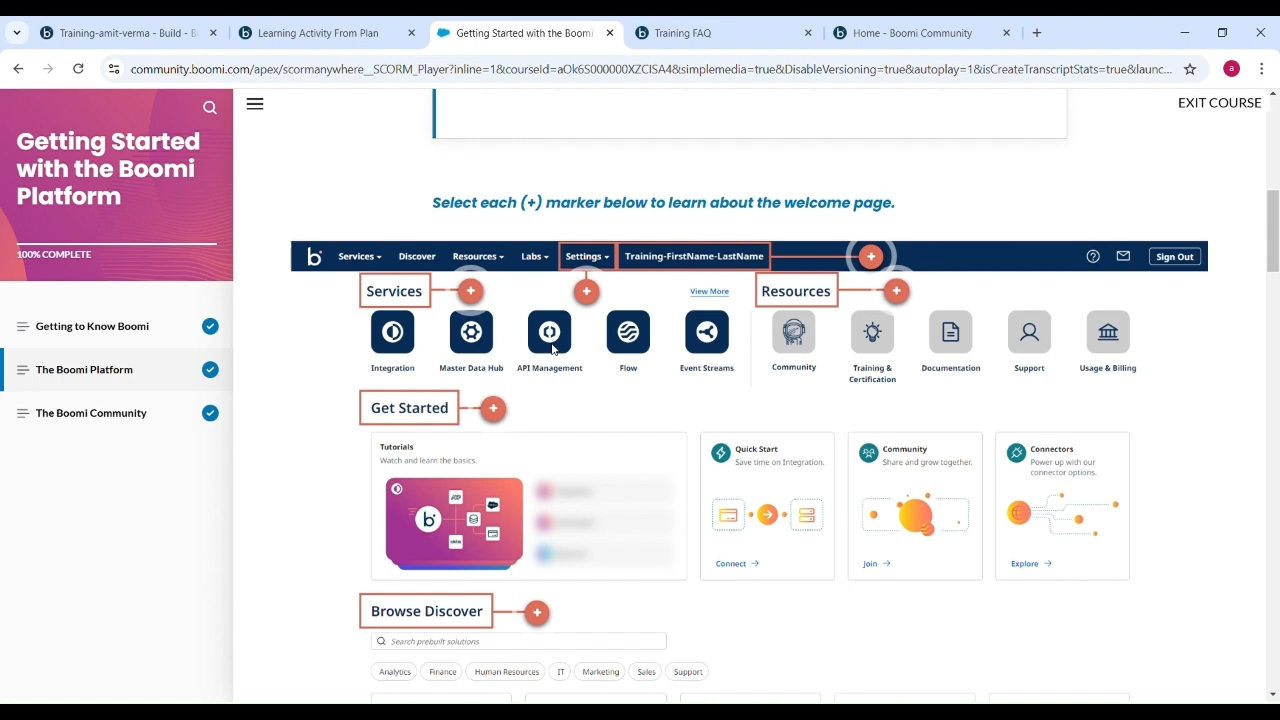 Training-amit-verma - Build - B
Learning Activity From Plan
Getting Started with the Boomi
Training FAQ
Home - Boomi Community
community.boomi.com/apex/scormanywhere__SCORM_Player?inline=1&courseId=aOk6S000000XZCISA4&simplemedia=true&DisableVersioning=true&autoplay=1&isCreateTranscriptStats=true&launc...
a
EXIT COURSE
Getting Started
with the Boomi
Platform
100% COMPLETE
Getting to Know Boomi
The Boomi Platform
The Boomi Community
Select each (+) marker below to learn about the welcome page.
b Services Discover Resources Labs Settings Training-FirstName-LastName Sign Out
Services
View More
Resources
Integration
Master Data Hub
API Management
Flow
Event Streams
Community
Training &
Certification
Documentation
Support
Usage & Billing
Get Started
Tutorials
Watch and learn the basics.
b
Quick Start
Save time on Integration.
Connect
Community
Share and grow together.
Join
Connectors
Power up with our
connector options.
Explore
Browse Discover
Search prebuilt solutions
Analytics
Finance
Human Resources
IT
Marketing
Sales
Support